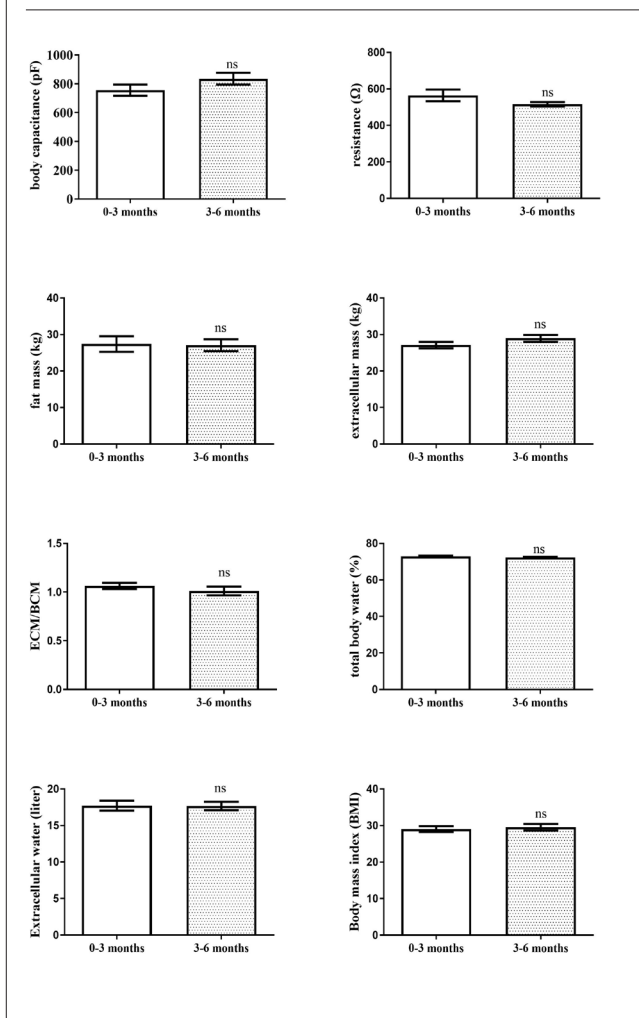 body capacitance (pF)
1000
800
600
400
200
0
ns
0-3 months 3-6 months
resistance (Ω)
800
600
400
200
0
ns
0-3 months 3-6 months
fat mass (kg)
40
30
20
10
0
ns
0-3 months 3-6 months
extracellular mass (kg)
40
30
20
10
0
ns
0-3 months 3-6 months
ECM/BCM
1.5
1.0
0.5
0.0
ns
0-3 months 3-6 months
total body water (%)
80
60
40
20
0
ns
0-3 months 3-6 months
Extracellular water (liter)
20
15
10
5
0
ns
0-3 months 3-6 months
Body mass index (BMI)
40
30
20
10
0
ns
0-3 months 3-6 months